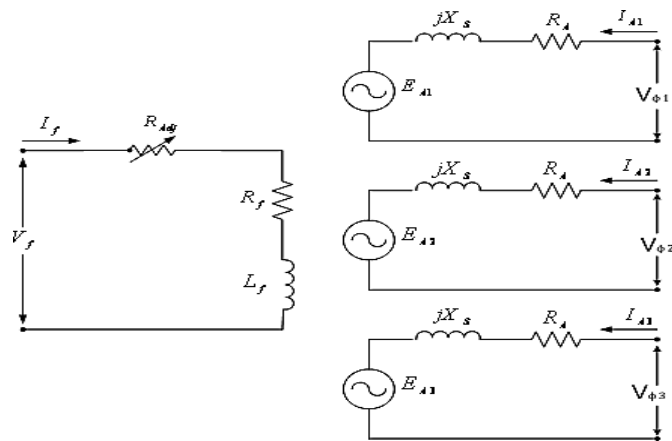 I_f
R_Adj
R_f
V_f
L_f
jX_S
R_A
I_A1
E_A1
V_ϕ1
jX_S
R_A
I_A2
E_A2
V_ϕ2
jX_S
R_A
I_A3
E_A3
V_ϕ3